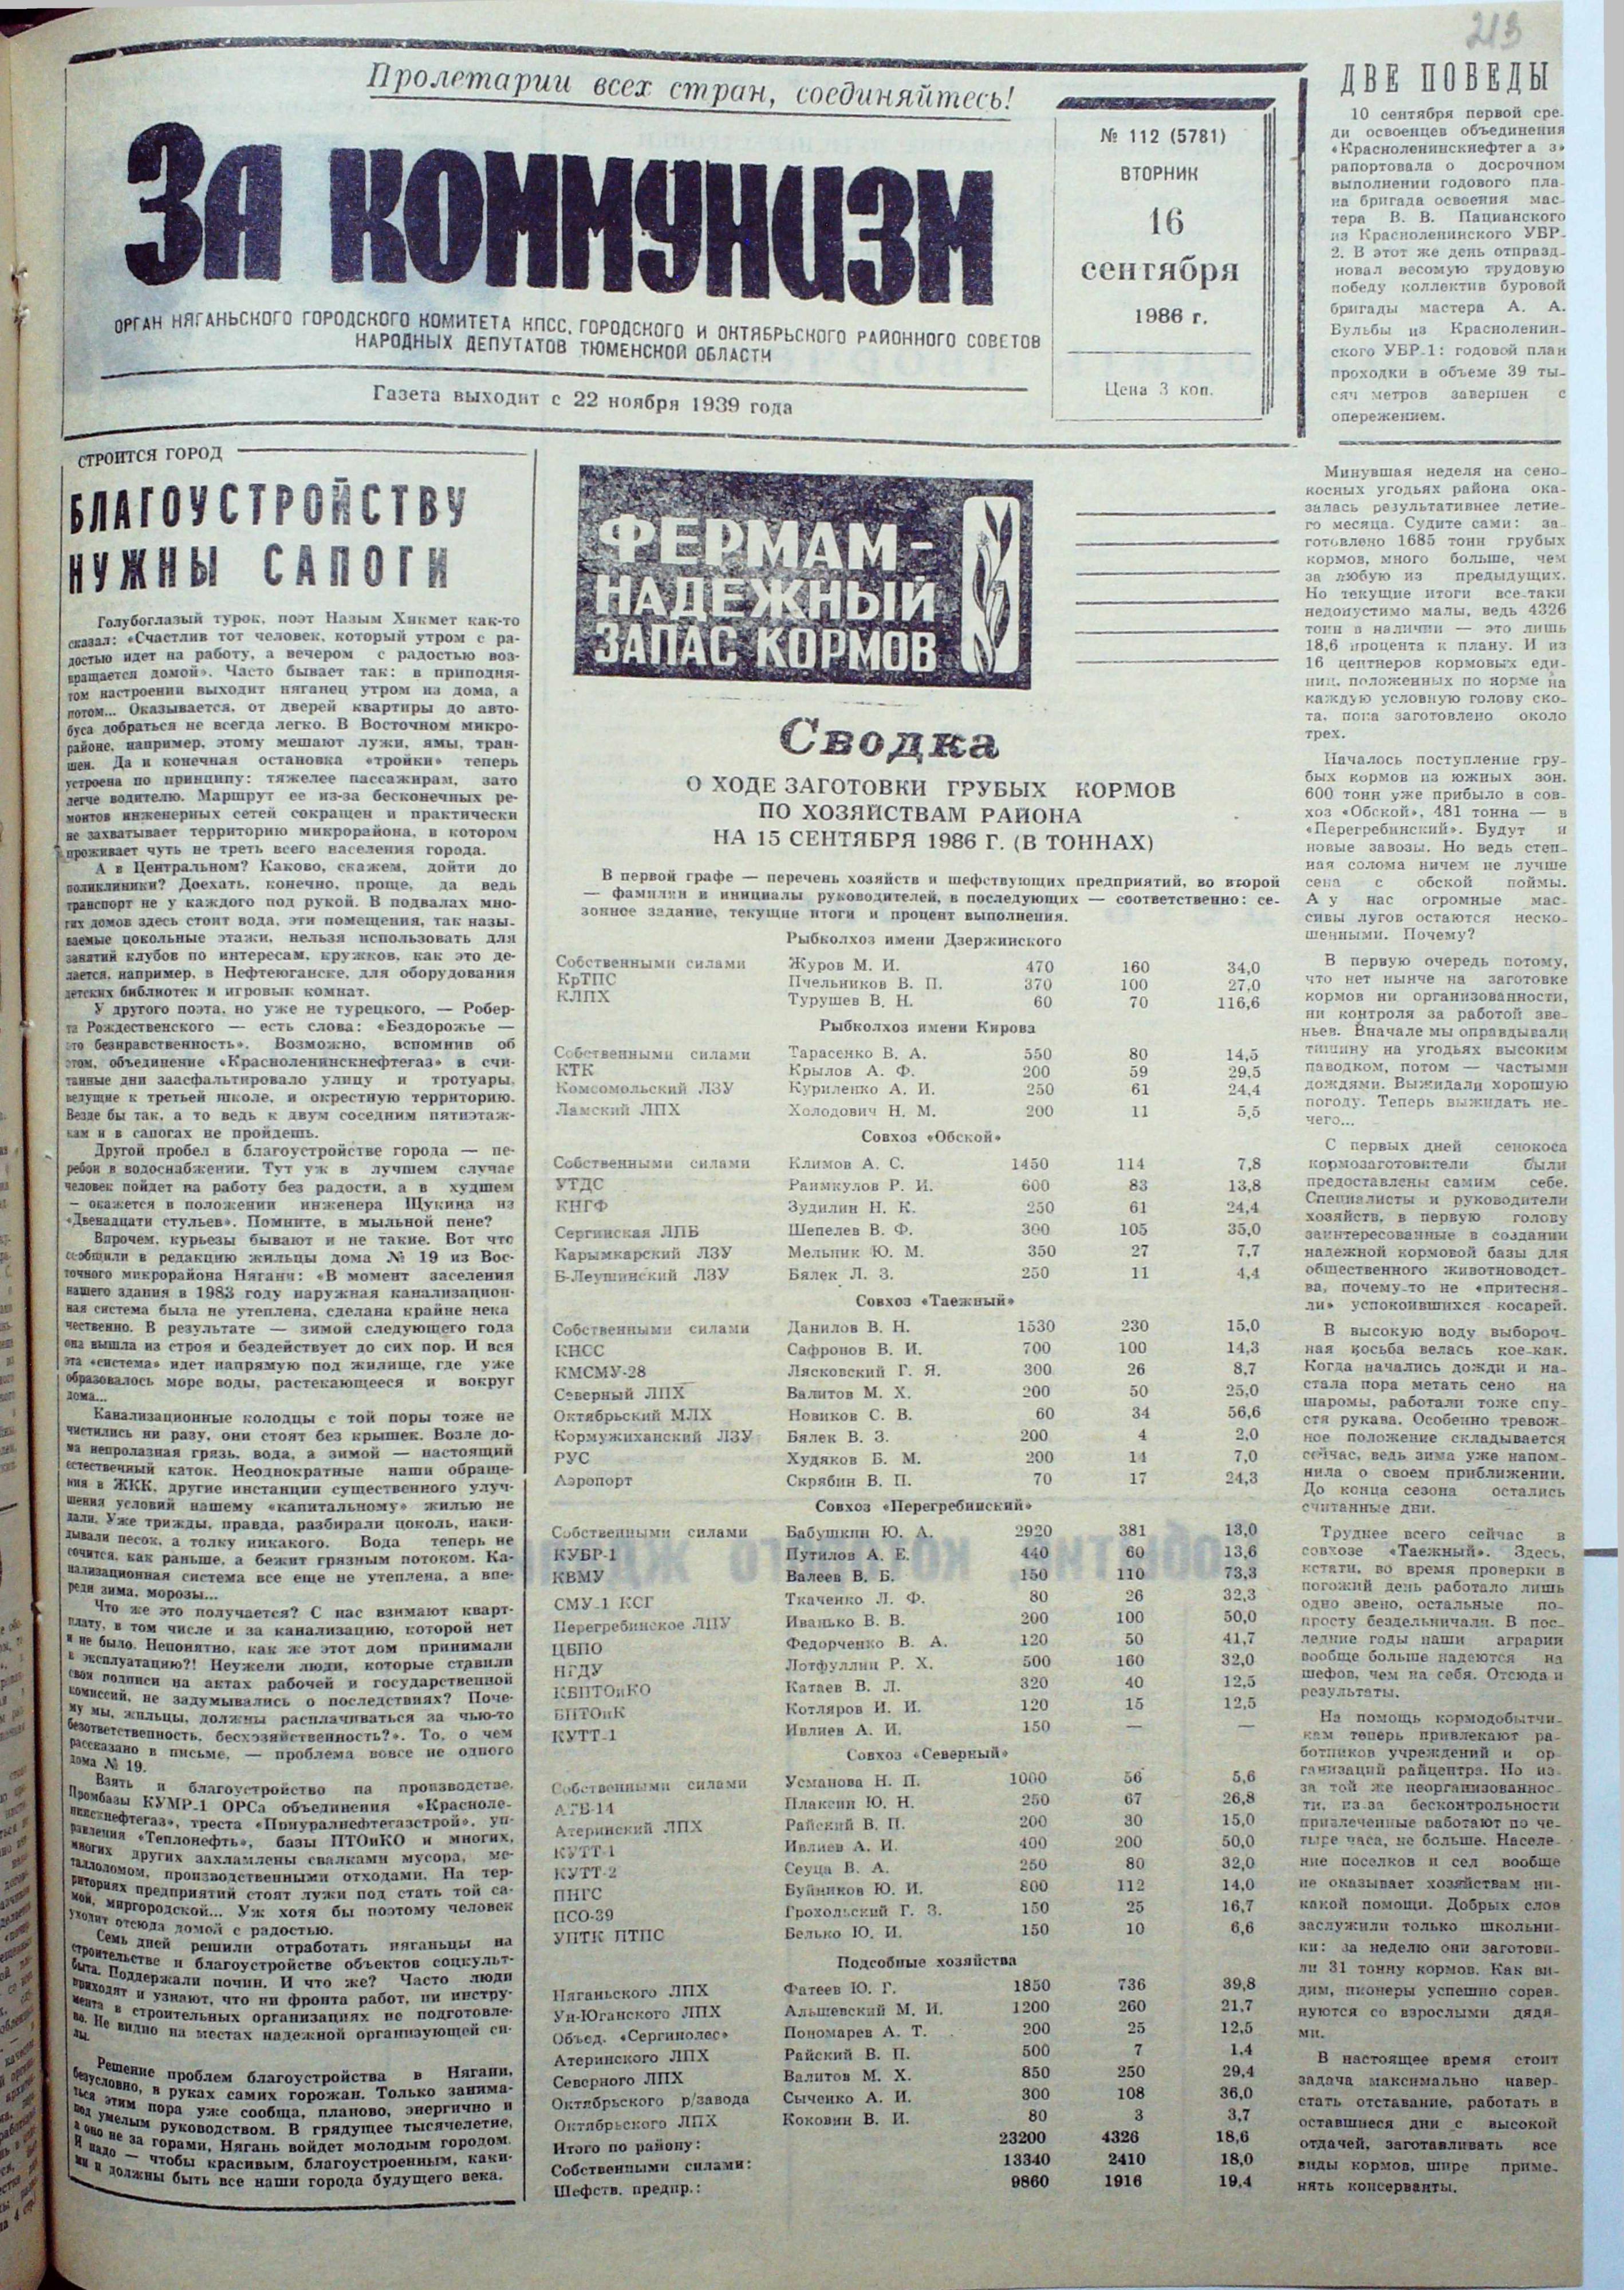 213
Пролетарии всех стран, соединяйтесь!
ЗА КОММУНИЗМ
ОРГАН НЯГАНЬСКОГО ГОРОДСКОГО КОМИТЕТА КПСС, ГОРОДСКОГО И ОКТЯБРЬСКОГО РАЙОННОГО СОВЕТОВ
НАРОДНЫХ ДЕПУТАТОВ ТЮМЕНСКОЙ ОБЛАСТИ
Газета выходит с 22 ноября 1939 года
№ 112 (5781)
ВТОРНИК
16
сентября
1986 г.
Цена 3 коп.
ДВЕ ПОБЕДЫ
10 сентября первой сре-
ди освоенцев объединения
«Красноленинскнефтегаз»
рапортовала о досрочном
выполнении годового пла-
на бригада освоения мас-
тера В. В. Пацианского
из Красноленинского УБР-
2. В этот же день отпразд-
новал весомую трудовую
победу коллектив буровой
бригады мастера А. А.
Бульбы из Красноленин-
ского УБР-1: годовой план
проходки в объеме 39 ты-
сяч метров завершен с
опережением.
СТРОИТСЯ ГОРОД
БЛАГОУСТРОЙСТВУ
НУЖНЫ САПОГИ
Голубоглазый турок, поэт Назым Хикмет как-то
сказал: «Счастлив тот человек, который утром с ра-
достью идет на работу, а вечером с радостью воз-
вращается домой». Часто бывает так: в приподня-
том настроении выходит няганец утром из дома, а
потом... Оказывается, от дверей квартиры до авто-
буса добраться не всегда легко. В Восточном микро-
районе, например, этому мешают лужи, ямы, тран-
шеи. Да и конечная остановка «тройки» теперь
устроена по принципу: тяжелее пассажирам, зато
легче водителю. Маршрут ее из-за бесконечных ре-
монтов инженерных сетей сокращен и практически
не захватывает территорию микрорайона, в котором
проживает чуть не треть всего населения города.
А в Центральном? Каково, скажем, дойти до
поликлиники? Доехать, конечно, проще, да ведь
транспорт не у каждого под рукой. В подвалах мно-
гих домов здесь стоит вода, эти помещения, так назы-
ваемые цокольные этажи, нельзя использовать для
занятий клубов по интересам, кружков, как это де-
лается, например, в Нефтеюганске, для оборудования
детских библиотек и игровых комнат.
У другого поэта, но уже не турецкого, — Робер-
та Рождественского — есть слова: «Бездорожье —
это безнравственность». Возможно, вспомнив об
этом, объединение «Красноленинскнефтегаз» в счи-
танные дни заасфальтировало улицу и тротуары,
ведущие к третьей школе, и окрестную территорию.
Везде бы так, а то ведь к двум соседним пятиэтаж-
кам и в сапогах не пройдешь.
Другой пробел в благоустройстве города — пе-
ребои в водоснабжении. Тут уж в лучшем случае
человек пойдет на работу без радости, а в худшем
— окажется в положении инженера Щукина из
«Двенадцати стульев». Помните, в мыльной пене?
Впрочем, курьезы бывают и не такие. Вот что
сообщили в редакцию жильцы дома № 19 из Вос-
точного микрорайона Нягани: «В момент заселения
нашего здания в 1983 году наружная канализацион-
ная система была не утеплена, сделана крайне нека
чественно. В результате — зимой следующего года
она вышла из строя и бездействует до сих пор. И вся
эта «система» идет напрямую под жилище, где уже
образовалось море воды, растекающееся и вокруг
дома...
Канализационные колодцы с той поры тоже не
чистились ни разу, они стоят без крышек. Возле до-
ма непролазная грязь, вода, а зимой — настоящий
естественный каток. Неоднократные наши обраще-
ния в ЖКК, другие инстанции существенного улуч-
шения условий нашему «капитальному» жилью не
дали. Уже трижды, правда, разбирали цоколь, наки-
дывали песок, а толку никакого. Вода теперь не
сочится, как раньше, а бежит грязным потоком. Ка-
нализационная система все еще не утеплена, а впе-
реди зима, морозы...
Что же это получается? С нас взимают кварт-
плату, в том числе и за канализацию, которой нет
и не было. Непонятно, как же этот дом принимали
в эксплуатацию?! Неужели люди, которые ставили
свои подписи на актах рабочей и государственной
комиссий, не задумывались о последствиях? Поче-
му мы, жильцы, должны расплачиваться за чью-то
безответственность, бесхозяйственность?». То, о чем
рассказано в письме, — проблема вовсе не одного
дома № 19.
Взять и благоустройство на производстве.
Промбазы КУМР-1 ОРСа объединения «Красноле-
нинскнефтегаз», треста «Приуралнефтегазстрой», уп-
равления «Теплонефть», базы ПТОиКО и многих,
многих других захламлены свалками мусора, ме-
таллоломом, производственными отходами. На тер-
риториях предприятий стоят лужи под стать той са-
мой, миргородской... Уж хотя бы поэтому человек
уходит отсюда домой с радостью.
Семь дней решили отработать няганьцы на
строительстве и благоустройстве объектов соцкульт-
быта. Поддержали почин. И что же? Часто люди
приходят и узнают, что ни фронта работ, ни инстру-
мента в строительных организациях не подготовле-
но. Не видно на местах надежной организующей си-
лы.
Решение проблем благоустройства в Нягани,
безусловно, в руках самих горожан. Только занима-
ться этим пора уже сообща, планово, энергично и
под умелым руководством. В грядущее тысячелетие,
а оно не за горами, Нягань войдет молодым городом.
И надо — чтобы красивым, благоустроенным, каки-
ми и должны быть все наши города будущего века.
ФЕРМАМ —
НАДЕЖНЫЙ
ЗАПАС КОРМОВ
Сводка
О ХОДЕ ЗАГОТОВКИ ГРУБЫХ КОРМОВ
ПО ХОЗЯЙСТВАМ РАЙОНА
НА 15 СЕНТЯБРЯ 1986 Г. (В ТОННАХ)
В первой графе — перечень хозяйств и шефствующих предприятий, во второй
— фамилии и инициалы руководителей, в последующих — соответственно: се-
зонное задание, текущие итоги и процент выполнения.
Рыбколхоз имени Дзержинского
Собственными силами Журов М. И. 470 160 34,0
КрТПС Пчельников В. П. 370 100 27,0
КЛПХ Турушев В. Н. 60 70 116,6
Рыбколхоз имени Кирова
Собственными силами Тарасенко В. А. 550 80 14,5
КТК Крылов А. Ф. 200 59 29,5
Комсомольский ЛЗУ Куриленко А. И. 250 61 24,4
Ламский ЛПХ Холодович Н. М. 200 11 5,5
Совхоз «Обской»
Собственными силами Климов А. С. 1450 114 7,8
УТДС Раимкулов Р. И. 600 83 13,8
КНГФ Зудилин Н. К. 250 61 24,4
Сергинская ЛПБ Шепелев В. Ф. 300 105 35,0
Карымкарский ЛЗУ Мельник Ю. М. 350 27 7,7
Б-Леушинский ЛЗУ Бялек Л. З. 250 11 4,4
Совхоз «Таежный»
Собственными силами Данилов В. Н. 1530 230 15,0
КНСС Сафронов В. И. 700 100 14,3
КМСМУ-28 Лясковский Г. Я. 300 26 8,7
Северный ЛПХ Валитов М. Х. 200 50 25,0
Октябрьский МЛХ Новиков С. В. 60 34 56,6
Кормужиханский ЛЗУ Бялек В. З. 200 4 2,0
РУС Худяков Б. М. 200 14 7,0
Аэропорт Скрябин В. П. 70 17 24,3
Совхоз «Перегребинский»
Собственными силами Бабушкин Ю. А. 2920 381 13,0
КУБР-1 Путилов А. Е. 440 60 13,6
КВМУ Валеев В. Б. 150 110 73,3
СМУ-1 КСГ Ткаченко Л. Ф. 80 26 32,3
Перегребинское ЛПУ Иванько В. В. 200 100 50,0
ЦБПО Федорченко В. А. 120 50 41,7
НГДУ Лотфуллин Р. Х. 500 160 32,0
КБПТОиКО Катаев В. Л. 320 40 12,5
БПТОиК Котляров И. И. 120 15 12,5
КУТТ-1 Ивлиев А. И. 150 — —
Совхоз «Северный»
Собственными силами Усманова Н. П. 1000 56 5,6
АТБ-14 Плаксин Ю. Н. 250 67 26,8
Атеринский ЛПХ Райский В. П. 200 30 15,0
КУТТ-1 Ивлиев А. И. 400 200 50,0
КУТТ-2 Сеуца В. А. 250 80 32,0
ПНГС Буйников Ю. И. 800 112 14,0
ПСО-39 Грохольский Г. З. 150 25 16,7
УПТК ПТПС Белько Ю. И. 150 10 6,6
Подсобные хозяйства
Няганьского ЛПХ Фатеев Ю. Г. 1850 736 39,8
Ун-Юганского ЛПХ Альшевский М. И. 1200 260 21,7
Объед. «Сергинолес» Пономарев А. Т. 200 25 12,5
Атеринского ЛПХ Райский В. П. 500 7 1,4
Северного ЛПХ Валитов М. Х. 850 250 29,4
Октябрьского р/завода Сыченко А. И. 300 108 36,0
Октябрьского ЛПХ Коковин В. И. 80 3 3,7
Итого по району: 23200 4326 18,6
Собственными силами: 13340 2410 18,0
Шефств. предпр.: 9860 1916 19,4
Минувшая неделя на сено-
косных угодьях района ока-
залась результативнее летне-
го месяца. Судите сами: за-
готовлено 1685 тонн грубых
кормов, много больше, чем
за любую из предыдущих.
Но текущие итоги все-таки
недопустимо малы, ведь 4326
тонн в наличии — это лишь
18,6 процента к плану. И из
16 центнеров кормовых еди-
ниц, положенных по норме на
каждую условную голову ско-
та, пока заготовлено около
трех.
Началось поступление гру-
бых кормов из южных зон.
600 тонн уже прибыло в сов-
хоз «Обской», 481 тонна — в
«Перегребинский». Будут и
новые завозы. Но ведь степ-
ная солома ничем не лучше
сена с обской поймы.
А у нас огромные мас-
сивы лугов остаются неско-
шенными. Почему?
В первую очередь потому,
что нет нынче на заготовке
кормов ни организованности,
ни контроля за работой зве-
ньев. Вначале мы оправдывали
тишину на угодьях высоким
паводком, потом — частыми
дождями. Выжидали хорошую
погоду. Теперь выжидать не-
чего...
С первых дней сенокоса
кормозаготовители были
предоставлены самим себе.
Специалисты и руководители
хозяйств, в первую голову
заинтересованные в создании
надежной кормовой базы для
общественного животноводст-
ва, почему-то не «притесня-
ли» успокоившихся косарей.
В высокую воду выбороч-
ная косьба велась кое-как.
Когда начались дожди и на-
стала пора метать сено на
шаромы, работали тоже спу-
стя рукава. Особенно тревож-
ное положение складывается
сейчас, ведь зима уже напом-
нила о своем приближении.
До конца сезона остались
считанные дни.
Труднее всего сейчас в
совхозе «Таежный». Здесь,
кстати, во время проверки в
погожий день работало лишь
одно звено, остальные по-
просту бездельничали. В пос-
ледние годы наши аграрии
вообще больше надеются на
шефов, чем на себя. Отсюда и
результаты.
На помощь кормодобытчи-
кам теперь привлекают ра-
ботников учреждений и ор-
ганизаций райцентра. Но из-
за той же неорганизованнос-
ти, из-за бесконтрольности
привлеченные работают по че-
тыре часа, не больше. Населе-
ние поселков и сел вообще
не оказывает хозяйствам ни-
какой помощи. Добрых слов
заслужили только школьни-
ки: за неделю они заготови-
ли 31 тонну кормов. Как ви-
дим, пионеры успешно сорев-
нуются со взрослыми дядя-
ми.
В настоящее время стоит
задача максимально навер-
стать отставание, работать в
оставшиеся дни с высокой
отдачей, заготавливать все
виды кормов, шире приме-
нять консерванты.